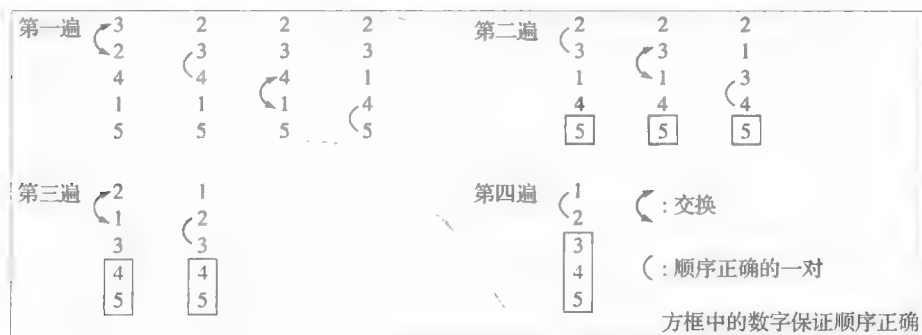 第一遍 3 2 2 2
2 3 3 3
4 4 4 1
1 1 1 4
5 5 5 5
第二遍 2 2 2
3 3 1
1 1 3
4 4 4
5 5 5
第三遍 2 1
1 2
3 3
4 4
5 5
第四遍 1
2
3
4
5
:交换
:顺序正确的一对
方框中的数字保证顺序正确